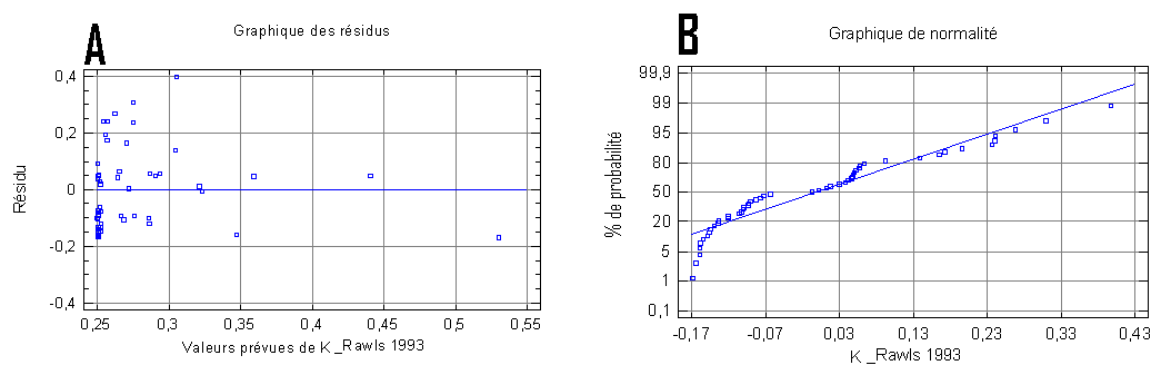 A
Graphique des résidus
Résidu
0,4
0,2
0
-0,2
-0,4
0,25 0,3 0,35 0,4 0,45 0,5 0,55
Valeurs prévues de K_Rawls 1993
B
Graphique de normalité
% de probabilité
99,9
99
95
80
50
20
5
1
0,1
-0,17 -0,07 0,03 0,13 0,23 0,33 0,43
K_Rawls 1993